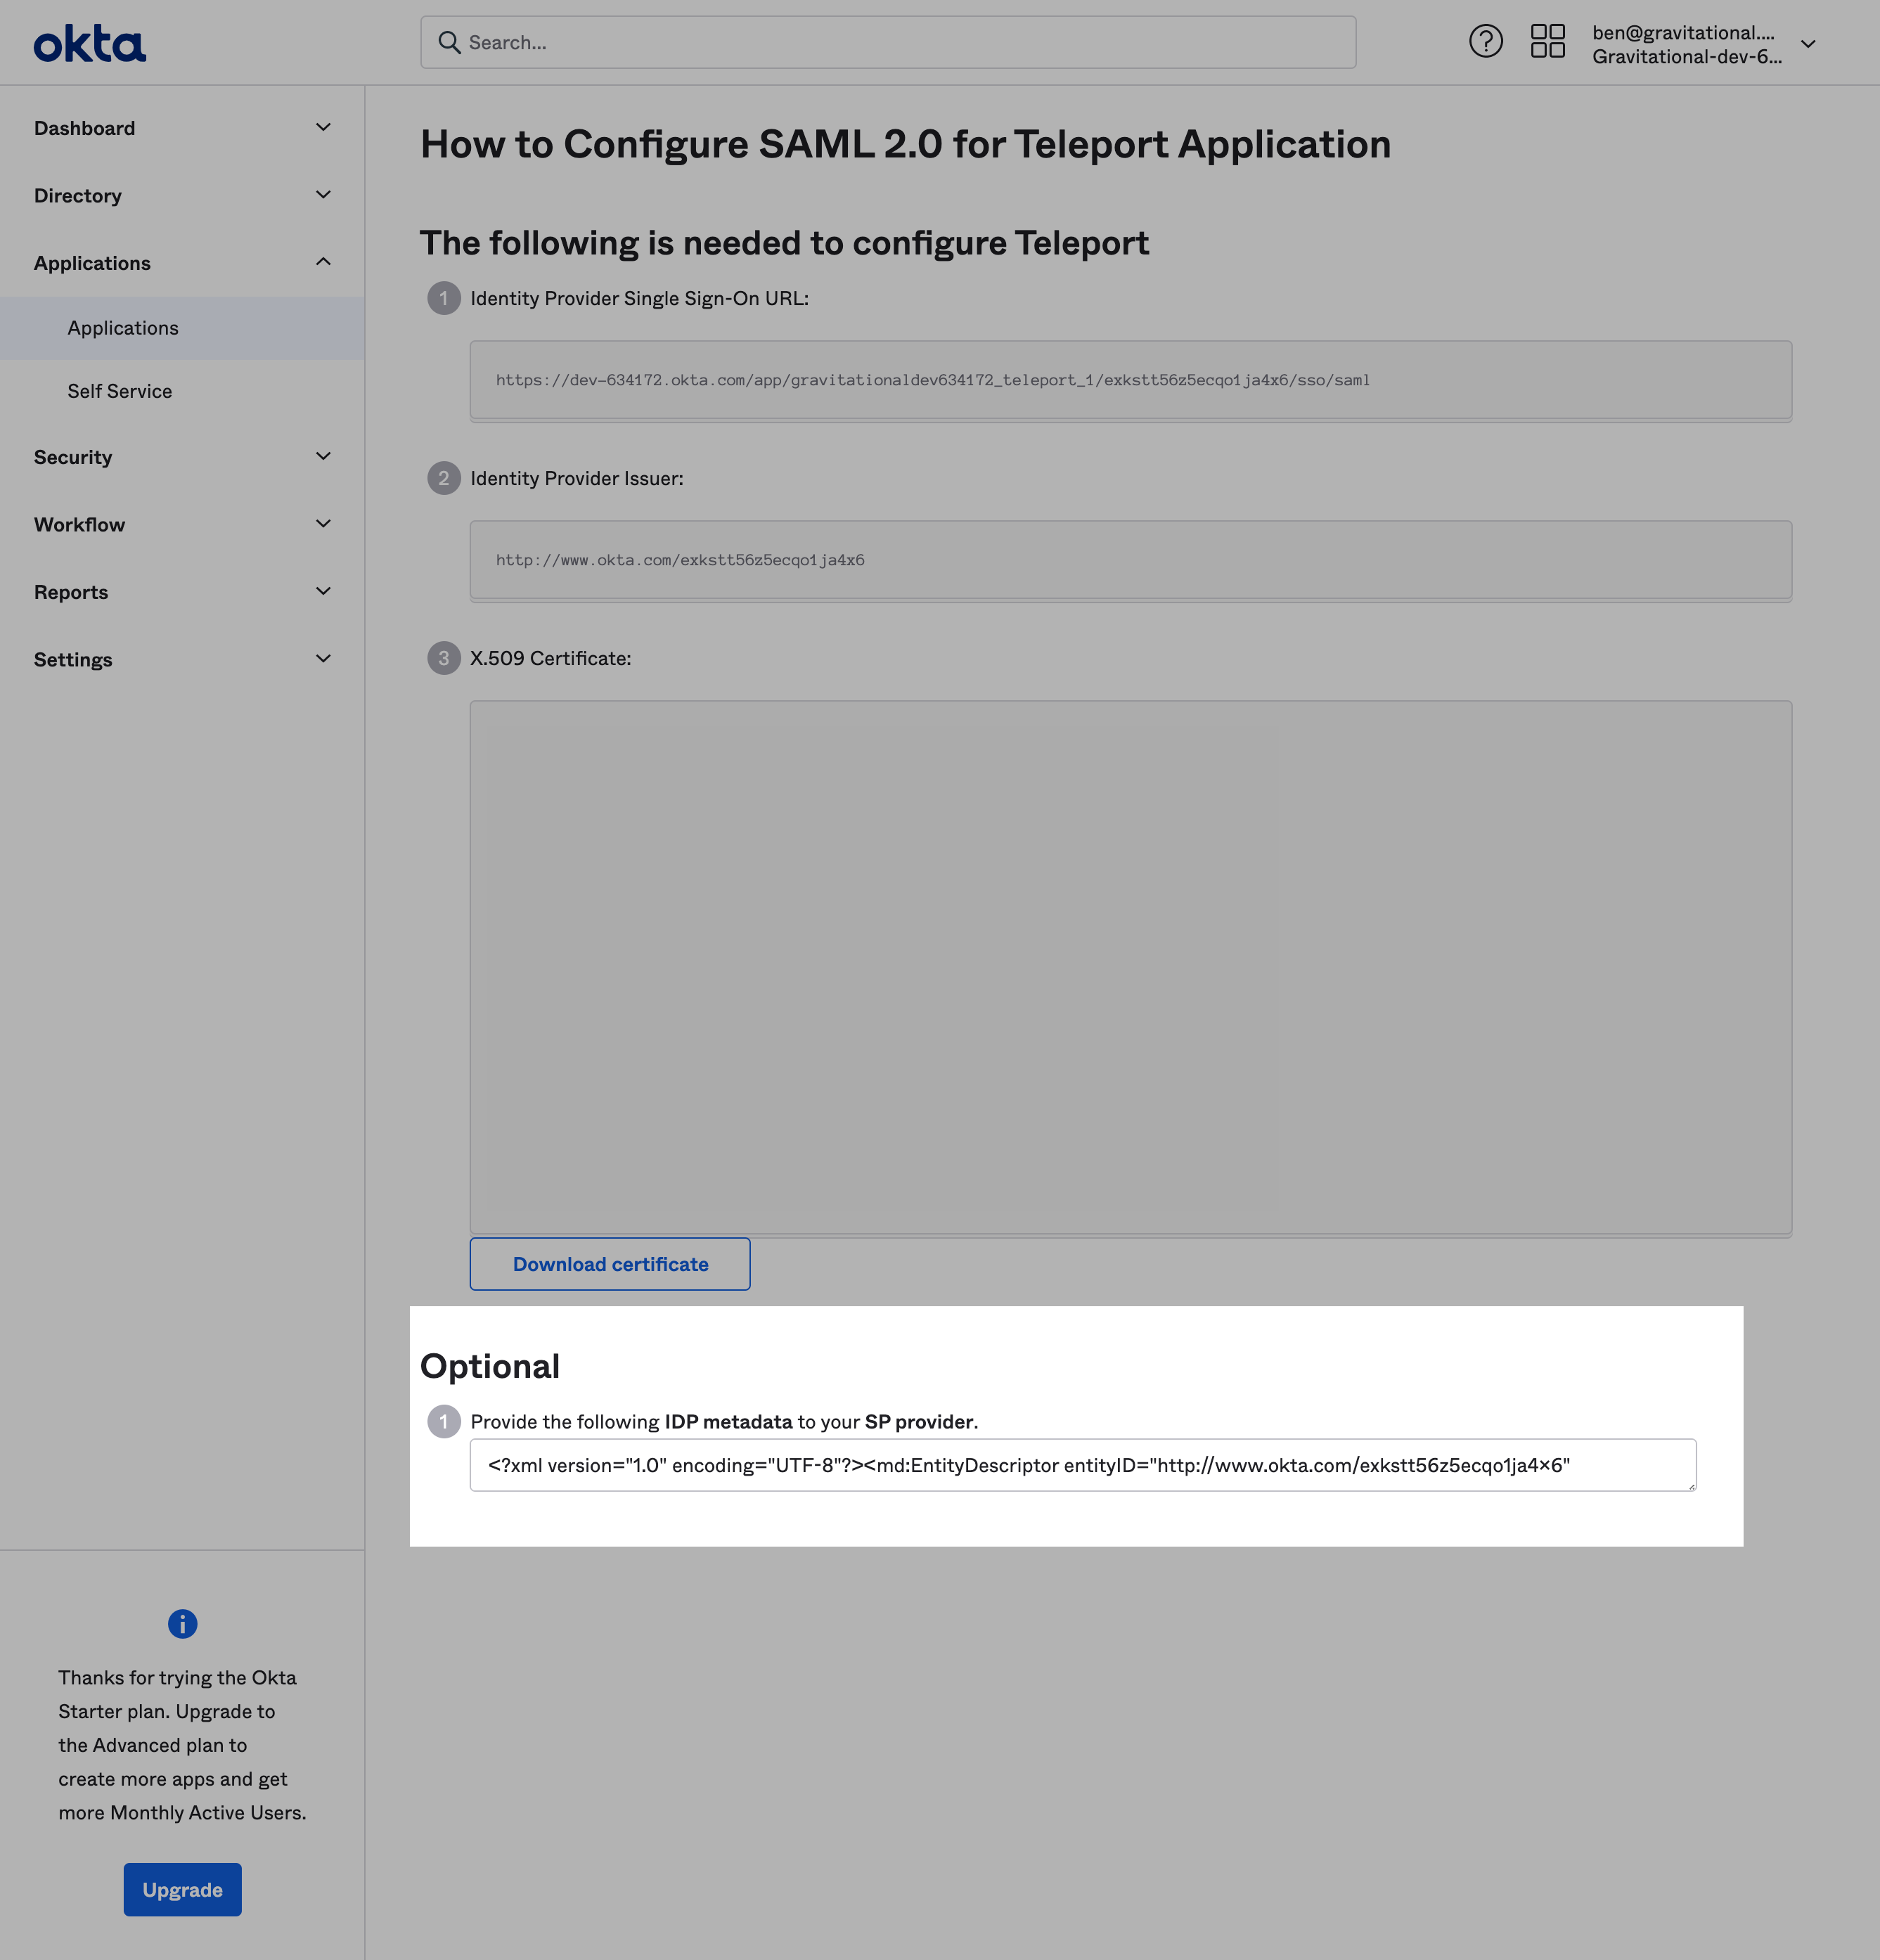 okta
Search...
ben@gravitational....
Gravitational-dev-6...
Dashboard
Directory
Applications
Applications
Self Service
Security
Workflow
Reports
Settings
Thanks for trying the Okta
Starter plan. Upgrade to
the Advanced plan to
create more apps and get
more Monthly Active Users.
Upgrade
How to Configure SAML 2.0 for Teleport Application
The following is needed to configure Teleport
1 Identity Provider Single Sign-On URL:
https://dev-634172.okta.com/app/gravitationaldev634172_teleport_1/exkstt56z5ecqo1ja4x6/sso/saml
2 Identity Provider Issuer:
http://www.okta.com/exkstt56z5ecqo1ja4x6
3 X.509 Certificate:
Download certificate
Optional
1 Provide the following IDP metadata to your SP provider.
<?xml version="1.0" encoding="UTF-8"?><md:EntityDescriptor entityID="http://www.okta.com/exkstt56z5ecqo1ja4x6"